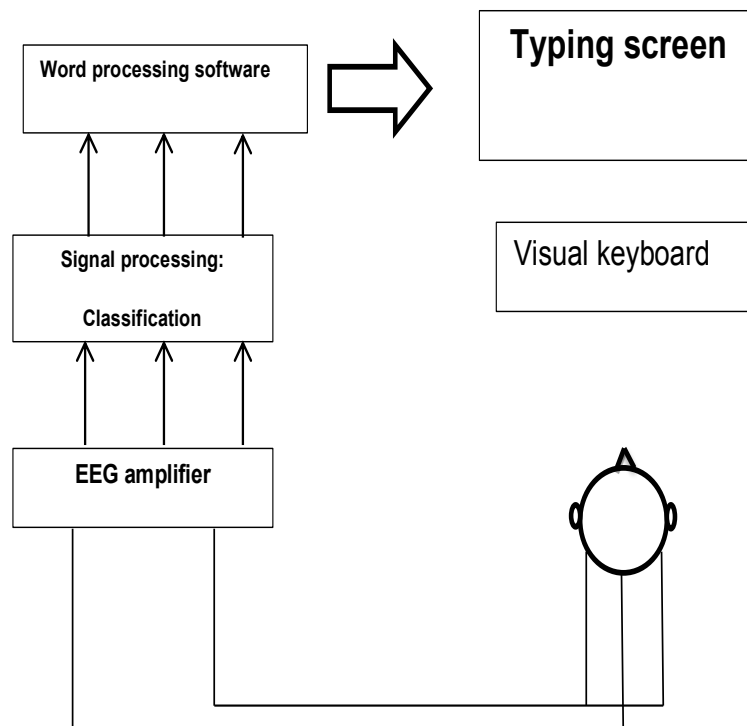 Word processing software
Typing screen
Signal processing:
Classification
Visual keyboard
EEG amplifier